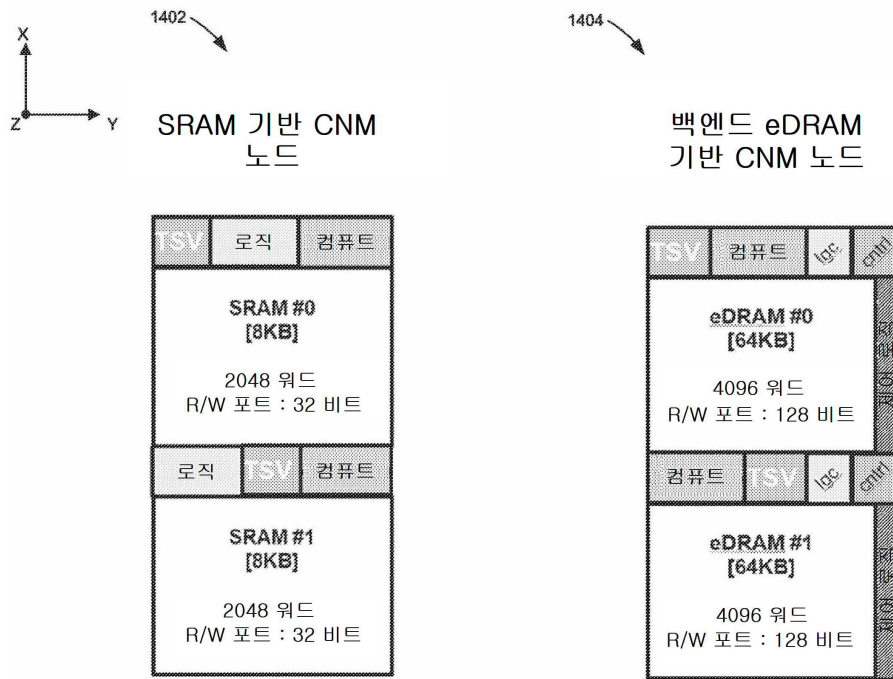 1402
1404
X
Z
Y
SRAM 기반 CNM
노드
백엔드 eDRAM
기반 CNM 노드
TSV
로직
컴퓨트
SRAM #0
[8KB]
2048 워드
R/W 포트 : 32 비트
로직
TSV
컴퓨트
SRAM #1
[8KB]
2048 워드
R/W 포트 : 32 비트
TSV
컴퓨트
lgc
cntrl
eDRAM #0
[64KB]
4096 워드
R/W 포트 : 128 비트
제어
컴퓨트
TSV
lgc
cntrl
eDRAM #1
[64KB]
4096 워드
R/W 포트 : 128 비트
제어